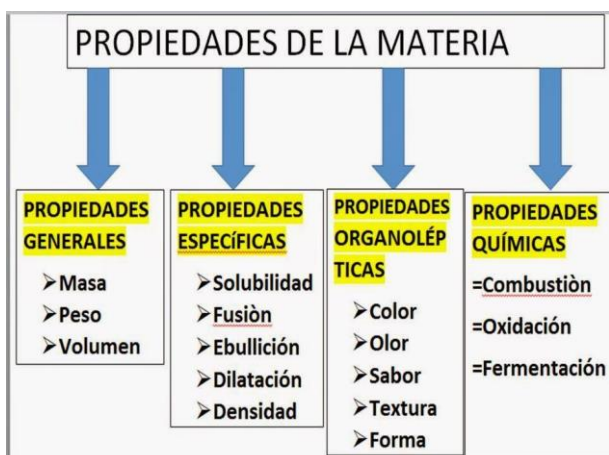 PROPIEDADES DE LA MATERIA
PROPIEDADES
GENERALES
➢Masa
➢Peso
➢Volumen
PROPIEDADES
ESPECÍFICAS
➢Solubilidad
➢Fusiòn
➢Ebullición
➢Dilatación
➢Densidad
PROPIEDADES
ORGANOLÉP
TICAS
➢Color
➢Olor
➢Sabor
➢Textura
➢Forma
PROPIEDADES
QUÍMICAS
=Combustiòn
=Oxidación
=Fermentación